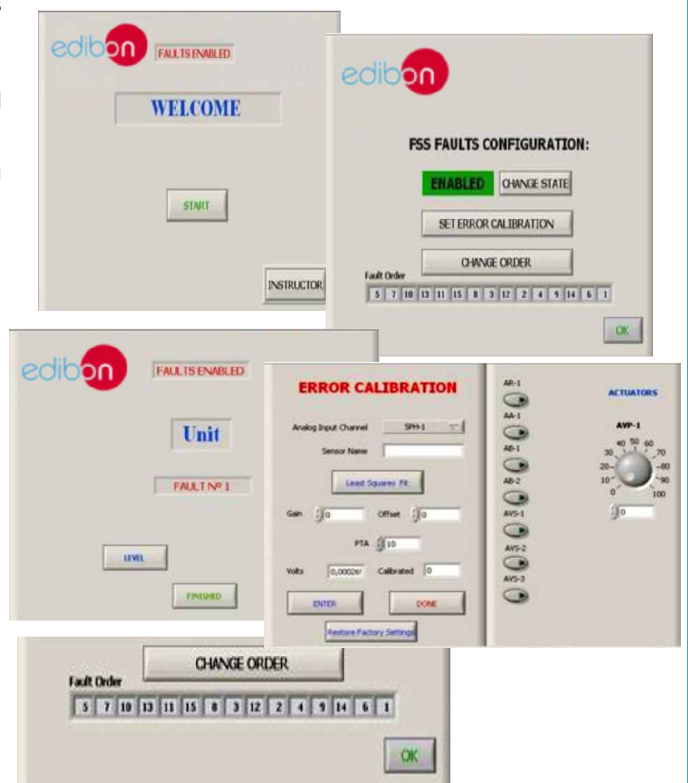 edibon
FAULTS ENABLED
WELCOME
START
INSTRUCTOR
edibon
FSS FAULTS CONFIGURATION:
ENABLED CHANGE STATE
SET ERROR CALIBRATION
CHANGE ORDER
Fault Order
5 7 10 13 11 15 8 3 12 2 4 9 14 6 1
OK
edibon
FAULTS ENABLED
Unit
FAULT Nº 1
LEVEL
FINISHED
ERROR CALIBRATION
Analog Input Channel SPH-1
Sensor Name
Least Squares Fit
Gain 0 Offset 0
PTA 10
Volts 0,00026 Calibrated 0
ENTER DONE
Restore Factory Settings
AR-1
AA-1
AB-1
AB-2
AVS-1
AVS-2
AVS-3
ACTUATORS
AVP-1
0 10 20 30 40 50 60 70 80 90 100
0
CHANGE ORDER
Fault Order
5 7 10 13 11 15 8 3 12 2 4 9 14 6 1
OK